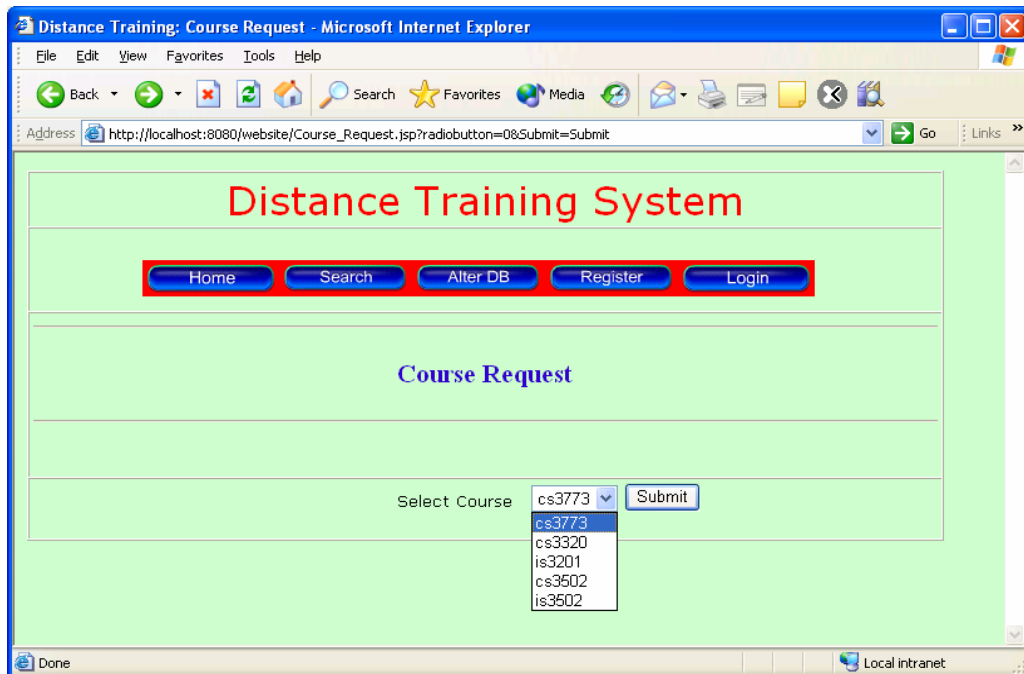 Distance Training: Course Request - Microsoft Internet Explorer
File Edit View Favorites Tools Help
Back Search Favorites Media
Address http://localhost:8080/website/Course_Request.jsp?radiobutton=0&Submit=Submit Go Links »
Distance Training System
Home Search Alter DB Register Login
Course Request
Select Course cs3773 Submit
cs3773
cs3320
is3201
cs3502
is3502
Done Local intranet